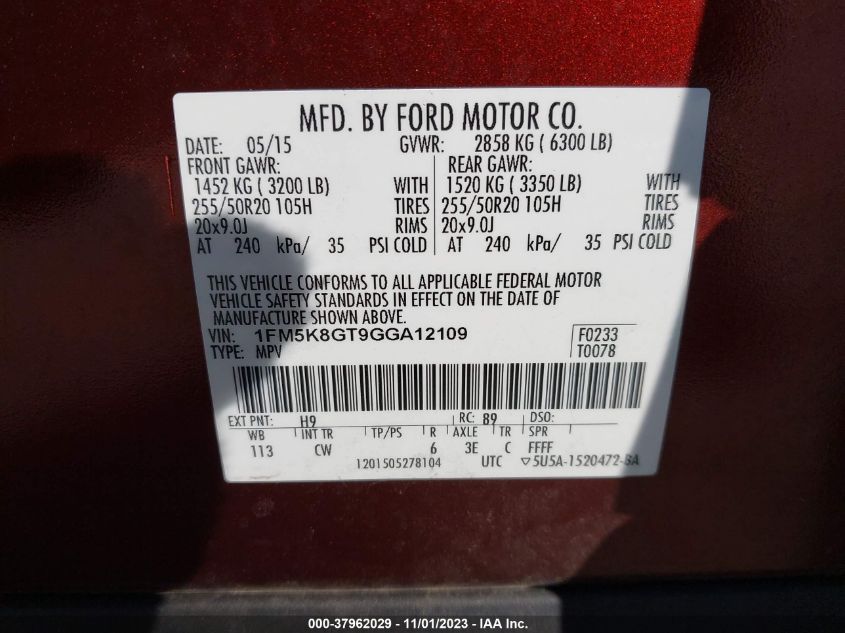 MFD. BY FORD MOTOR CO.
DATE: 05/15 GVWR: 2858 KG ( 6300 LB)
FRONT GAWR: REAR GAWR:
1452 KG ( 3200 LB) WITH 1520 KG ( 3350 LB) WITH
255/50R20 105H TIRES 255/50R20 105H TIRES
20x9.0J RIMS 20x9.0J RIMS
AT 240 kPa/ 35 PSI COLD AT 240 kPa/ 35 PSI COLD
THIS VEHICLE CONFORMS TO ALL APPLICABLE FEDERAL MOTOR
VEHICLE SAFETY STANDARDS IN EFFECT ON THE DATE OF
MANUFACTURE SHOWN ABOVE.
VIN: 1FM5K8GT9GGA12109 F0233
TYPE: MPV T0078
EXT PNT: H9 RC: 89 DSO:
WB INT TR TP/PS R AXLE TR SPR
113 CW 6 3E C FFFF
1201505278104 UTC ▽5U5A-1520472-BA
000-37962029 - 11/01/2023 - IAA Inc.